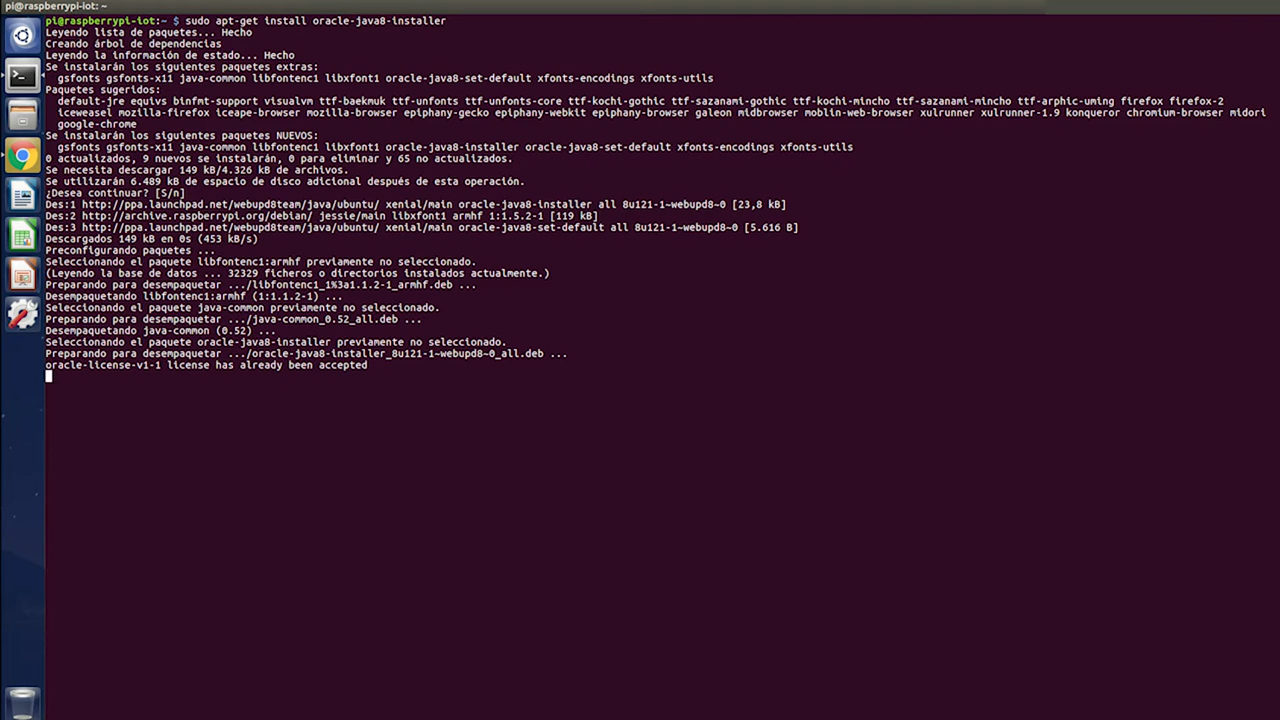 pi@raspberrypi-iot: ~
pi@raspberrypi-iot:~ $ sudo apt-get install oracle-java8-installer
Leyendo lista de paquetes... Hecho
Creando árbol de dependencias
Leyendo la información de estado... Hecho
Se instalarán los siguientes paquetes extras:
gsfonts gsfonts-x11 java-common libfontenc1 libxfont1 oracle-java8-set-default xfonts-encodings xfonts-utils
Paquetes sugeridos:
default-jre equivs binfmt-support visualvm ttf-baekmuk ttf-unfonts ttf-unfonts-core ttf-kochi-gothic ttf-sazanami-gothic ttf-kochi-mincho ttf-sazanami-mincho ttf-arphic-uming firefox firefox-2
iceweasel mozilla-firefox iceape-browser mozilla-browser epiphany-gecko epiphany-webkit epiphany-browser galeon midbrowser moblin-web-browser xulrunner xulrunner-1.9 konqueror chromium-browser midori
google-chrome
Se instalarán los siguientes paquetes NUEVOS:
gsfonts gsfonts-x11 java-common libfontenc1 libxfont1 oracle-java8-installer oracle-java8-set-default xfonts-encodings xfonts-utils
0 actualizados, 9 nuevos se instalarán, 0 para eliminar y 65 no actualizados.
Se necesita descargar 149 kB/4.326 kB de archivos.
Se utilizarán 6.489 kB de espacio de disco adicional después de esta operación.
¿Desea continuar? [S/n]
Des:1 http://ppa.launchpad.net/webupd8team/java/ubuntu/ xenial/main oracle-java8-installer all 8u121-1~webupd8~0 [23,8 kB]
Des:2 http://archive.raspberrypi.org/debian/ jessie/main libxfont1 armhf 1:1.5.2-1 [119 kB]
Des:3 http://ppa.launchpad.net/webupd8team/java/ubuntu/ xenial/main oracle-java8-set-default all 8u121-1~webupd8~0 [5.616 B]
Descargados 149 kB en 0s (453 kB/s)
Preconfigurando paquetes ...
Seleccionando el paquete libfontenc1:armhf previamente no seleccionado.
(Leyendo la base de datos ... 32329 ficheros o directorios instalados actualmente.)
Preparando para desempaquetar .../libfontenc1_1%3a1.1.2-1_armhf.deb ...
Desempaquetando libfontenc1:armhf (1:1.1.2-1) ...
Seleccionando el paquete java-common previamente no seleccionado.
Preparando para desempaquetar .../java-common_0.52_all.deb ...
Desempaquetando java-common (0.52) ...
Seleccionando el paquete oracle-java8-installer previamente no seleccionado.
Preparando para desempaquetar .../oracle-java8-installer_8u121-1~webupd8~0_all.deb ...
oracle-license-v1-1 license has already been accepted